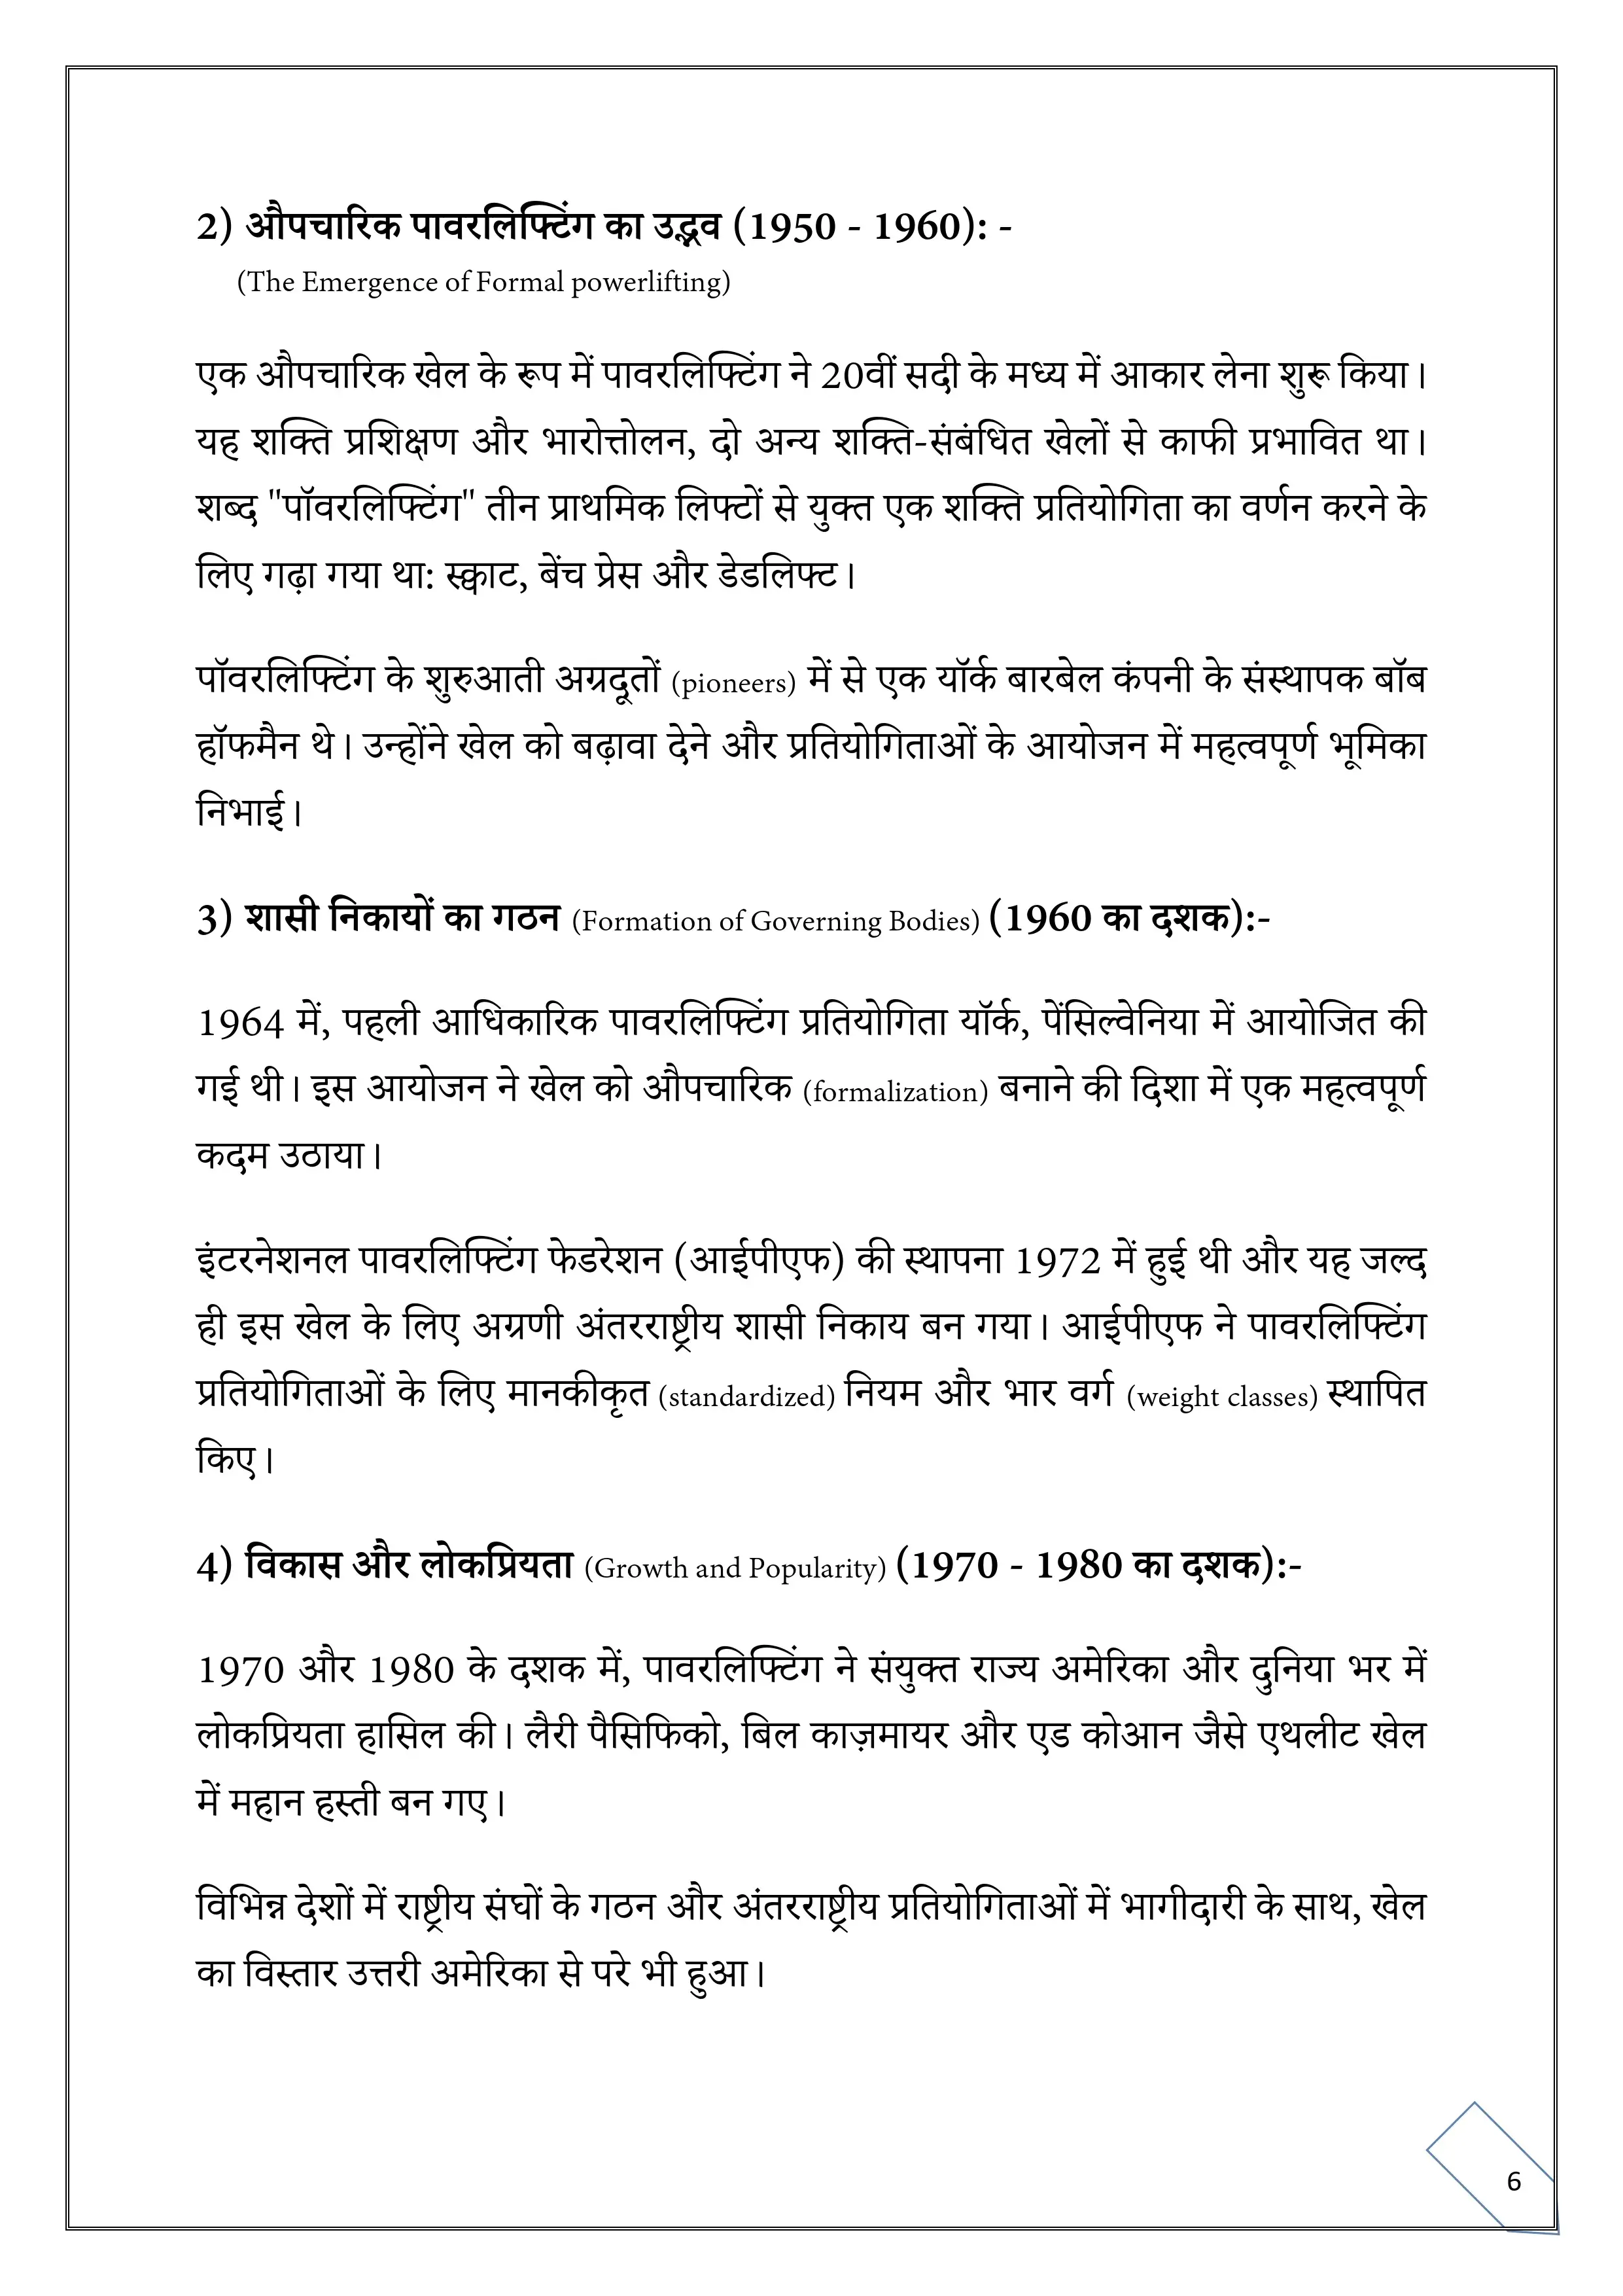 2) औपचारिक पावरलिफ्टिंग का उद्भव (1950 - 1960): -
(The Emergence of Formal powerlifting)
एक औपचारिक खेल के रूप में पावरलिफ्टिंग ने 20वीं सदी के मध्य में आकार लेना शुरू किया।
यह शक्ति प्रशिक्षण और भारोत्तोलन, दो अन्य शक्ति-संबंधित खेलों से काफी प्रभावित था।
शब्द "पॉवरलिफ्टिंग" तीन प्राथमिक लिफ्टों से युक्त एक शक्ति प्रतियोगिता का वर्णन करने के
लिए गढ़ा गया था: स्क्वाट, बेंच प्रेस और डेडलिफ्ट।
पॉवरलिफ्टिंग के शुरुआती अग्रदूतों (pioneers) में से एक यॉर्क बारबेल कंपनी के संस्थापक बॉब
हॉफमैन थे। उन्होंने खेल को बढ़ावा देने और प्रतियोगिताओं के आयोजन में महत्वपूर्ण भूमिका
निभाई।
3) शासी निकायों का गठन (Formation of Governing Bodies) (1960 का दशक):-
1964 में, पहली आधिकारिक पावरलिफ्टिंग प्रतियोगिता यॉर्क, पेंसिल्वेनिया में आयोजित की
गई थी। इस आयोजन ने खेल को औपचारिक (formalization) बनाने की दिशा में एक महत्वपूर्ण
कदम उठाया।
इंटरनेशनल पावरलिफ्टिंग फेडरेशन (आईपीएफ) की स्थापना 1972 में हुई थी और यह जल्द
ही इस खेल के लिए अग्रणी अंतरराष्ट्रीय शासी निकाय बन गया। आईपीएफ ने पावरलिफ्टिंग
प्रतियोगिताओं के लिए मानकीकृत (standardized) नियम और भार वर्ग (weight classes) स्थापित
किए।
4) विकास और लोकप्रियता (Growth and Popularity) (1970 - 1980 का दशक):-
1970 और 1980 के दशक में, पावरलिफ्टिंग ने संयुक्त राज्य अमेरिका और दुनिया भर में
लोकप्रियता हासिल की। लैरी पैसिफिको, बिल काज़मायर और एड कोआन जैसे एथलीट खेल
में महान हस्ती बन गए।
विभिन्न देशों में राष्ट्रीय संघों के गठन और अंतरराष्ट्रीय प्रतियोगिताओं में भागीदारी के साथ, खेल
का विस्तार उत्तरी अमेरिका से परे भी हुआ।
6